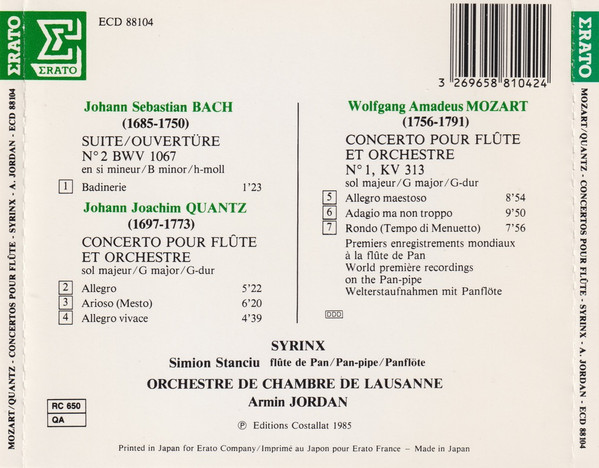 ERATO
MOZART/QUANTZ - CONCERTOS POUR FLÛTE - SYRINX - A. JORDAN - ECD 88104
ECD 88104
ERATO
3 269658 810424
Johann Sebastian BACH
(1685-1750)
SUITE/OUVERTÜRE
N° 2 BWV 1067
en si mineur/B minor/h-moll
1 Badinerie 1'23
Johann Joachim QUANTZ
(1697-1773)
CONCERTO POUR FLÛTE
ET ORCHESTRE
sol majeur/G major/G-dur
2 Allegro 5'22
3 Arioso (Mesto) 6'20
4 Allegro vivace 4'39
Wolfgang Amadeus MOZART
(1756-1791)
CONCERTO POUR FLÛTE
ET ORCHESTRE
N° 1, KV 313
sol majeur/G major/G-dur
5 Allegro maestoso 8'54
6 Adagio ma non troppo 9'50
7 Rondo (Tempo di Menuetto) 7'56
Premiers enregistrements mondiaux
à la flûte de Pan
World première recordings
on the Pan-pipe
Welterstaufnahmen mit Panflöte
DDD
SYRINX
Simion Stanciu flûte de Pan/Pan-pipe/Panflöte
ORCHESTRE DE CHAMBRE DE LAUSANNE
Armin JORDAN
RC 650
QA
℗ Editions Costallat 1985
Printed in Japan for Erato Company/Imprimé au Japon pour Erato France - Made in Japan
ERATO
MOZART/QUANTZ - CONCERTOS POUR FLÛTE - SYRINX - A. JORDAN - ECD 88104